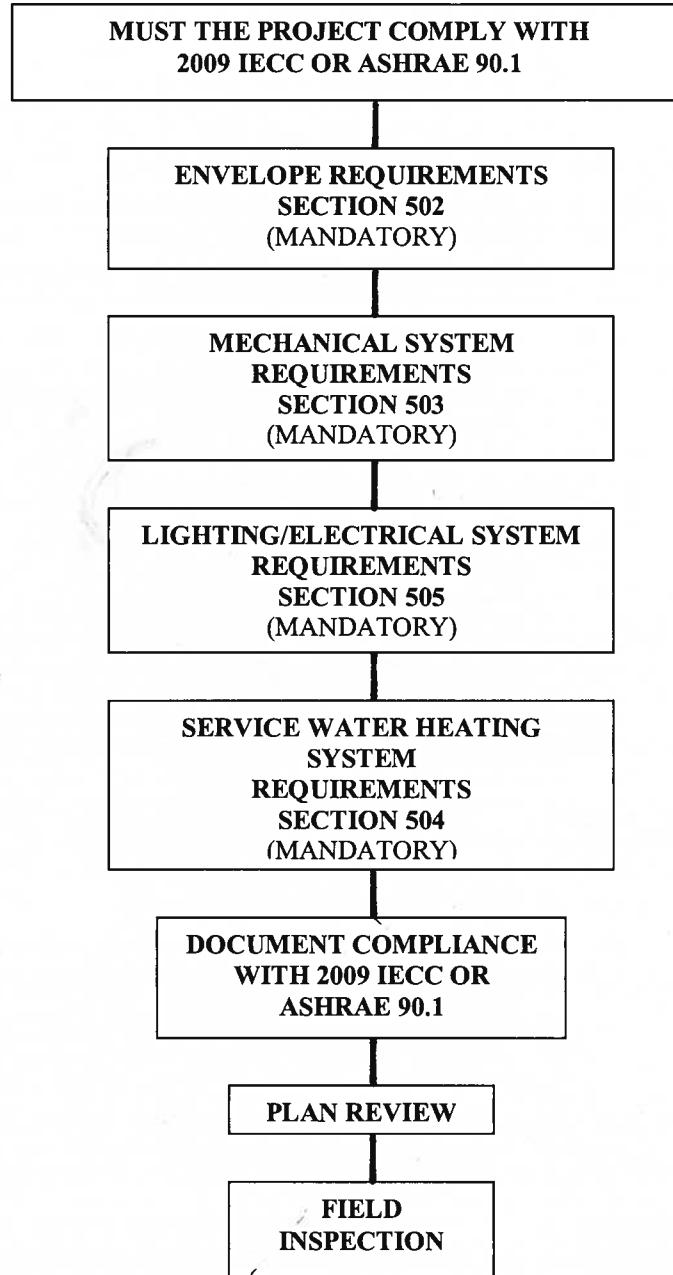 MUST THE PROJECT COMPLY WITH
2009 IECC OR ASHRAE 90.1
ENVELOPE REQUIREMENTS
SECTION 502
(MANDATORY)
MECHANICAL SYSTEM
REQUIREMENTS
SECTION 503
(MANDATORY)
LIGHTING/ELECTRICAL SYSTEM
REQUIREMENTS
SECTION 505
(MANDATORY)
SERVICE WATER HEATING
SYSTEM
REQUIREMENTS
SECTION 504
(MANDATORY)
DOCUMENT COMPLIANCE
WITH 2009 IECC OR
ASHRAE 90.1
PLAN REVIEW
FIELD
INSPECTION